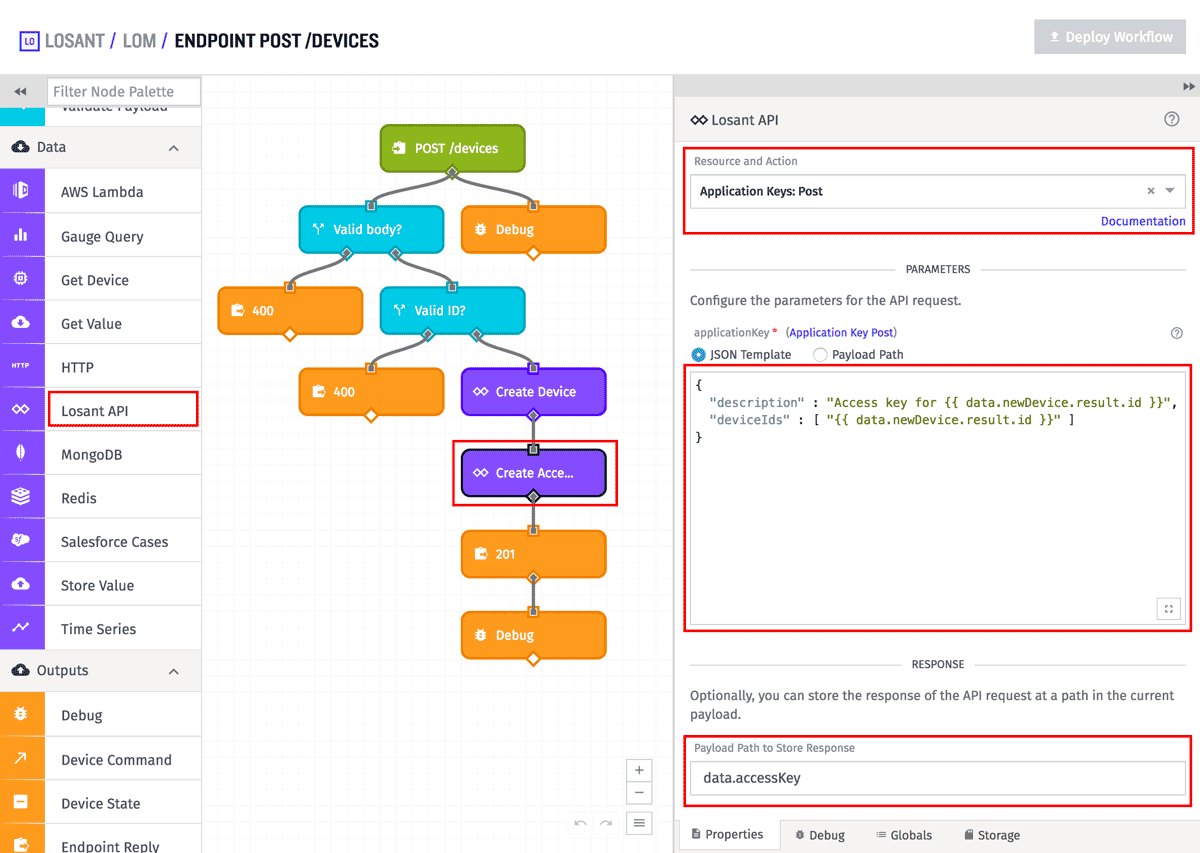 LO LOSANT / LOM / ENDPOINT POST /DEVICES
Deploy Workflow
Filter Node Palette
Validate Payload
Data
AWS Lambda
Gauge Query
Get Device
Get Value
HTTP
HTTP
Losant API
MongoDB
Redis
sf
Salesforce Cases
Store Value
Time Series
Outputs
Debug
Device Command
Device State
Endpoint Reply
POST /devices
Valid body?
Debug
400
Valid ID?
400
Create Device
Create Acce...
201
Debug
Losant API
Resource and Action
Application Keys: Post
Documentation
PARAMETERS
Configure the parameters for the API request.
applicationKey * (Application Key Post)
JSON Template
Payload Path
{
"description" : "Access key for {{ data.newDevice.result.id }}",
"deviceIds" : [ "{{ data.newDevice.result.id }}" ]
}
RESPONSE
Optionally, you can store the response of the API request at a path in the current
payload.
Payload Path to Store Response
data.accessKey
Properties
Debug
Globals
Storage